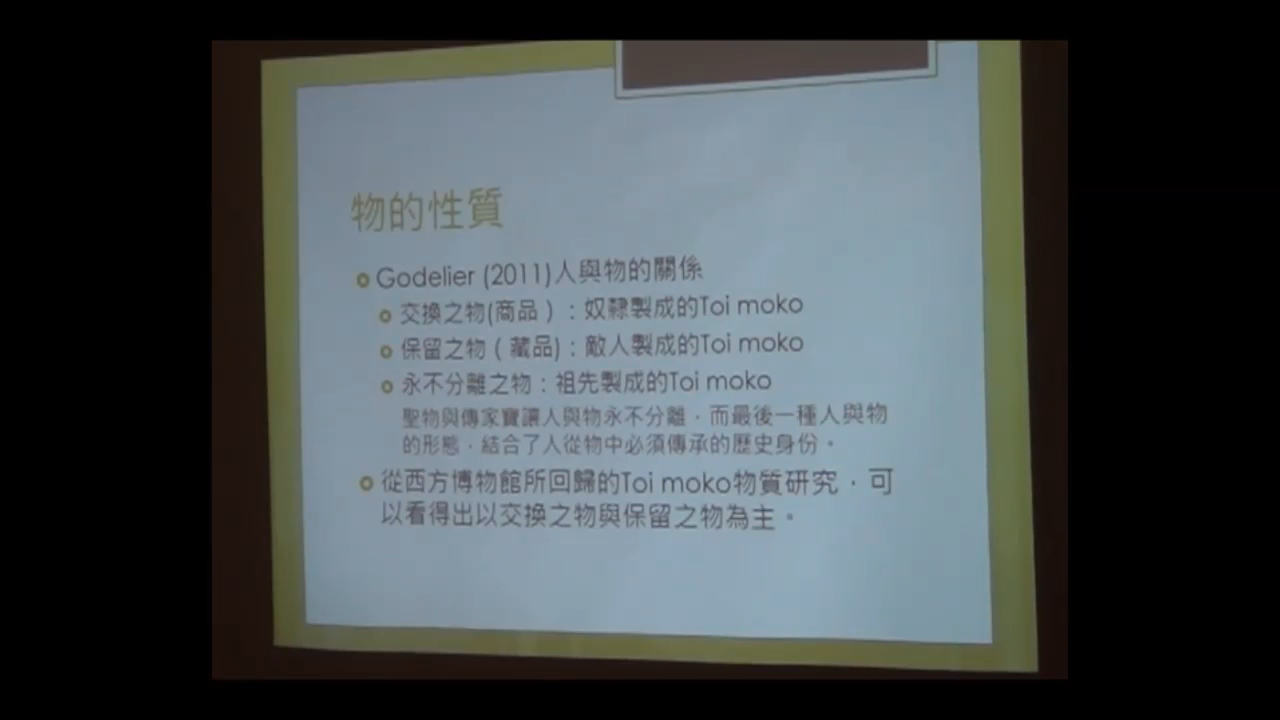 物的性質
Godelier (2011)人與物的關係
交換之物(商品）：奴隸製成的Toi moko
保留之物（藏品)：敵人製成的Toi moko
永不分離之物：祖先製成的Toi moko
聖物與傳家寶讓人與物永不分離，而最後一種人與物
的形態，結合了人從物中必須傳承的歷史身份。
從西方博物館所回歸的Toi moko物質研究，可
以看得出以交換之物與保留之物為主。